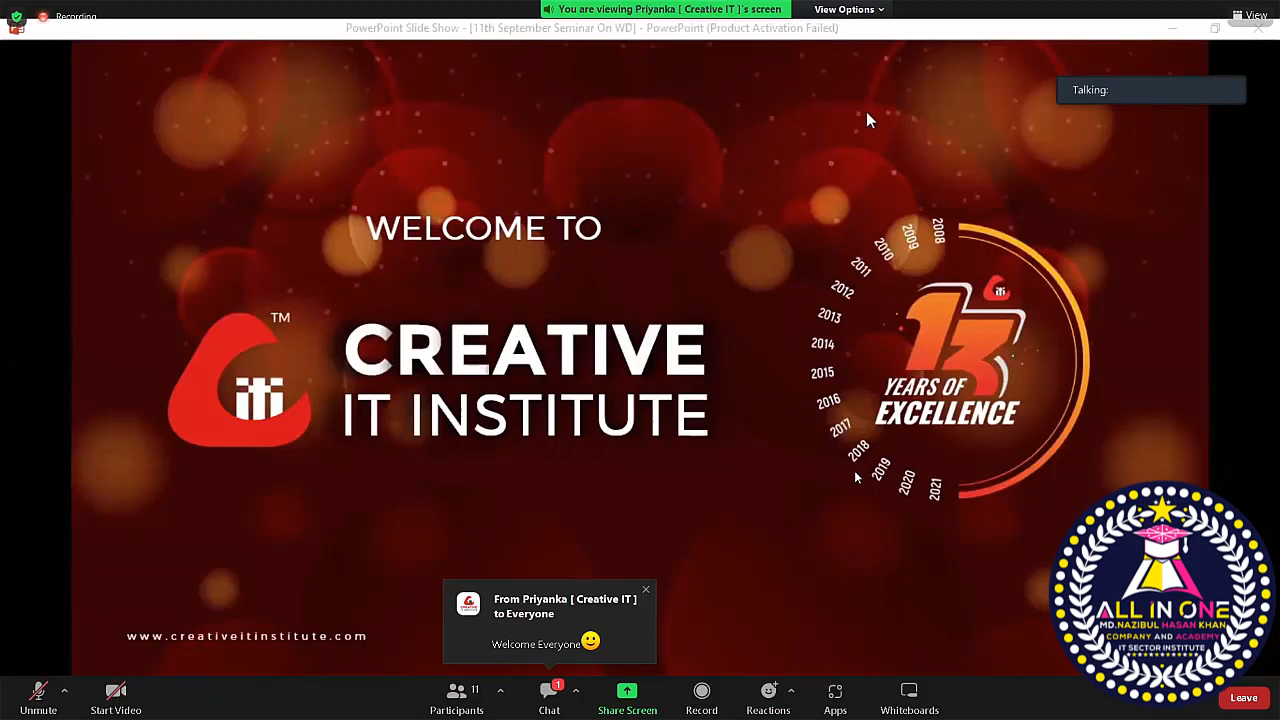 Recording
You are viewing Priyanka [ Creative IT ]'s screen
View Options
View
PowerPoint Slide Show - [11th September Seminar On WD] - PowerPoint (Product Activation Failed)
Talking:
WELCOME TO
TM
iTi
CREATIVE
IT INSTITUTE
2008
2009
2010
2011
2012
2013
2014
2015
2016
2017
2018
2019
2020
2021
13
YEARS OF
EXCELLENCE
www.creativeitinstitute.com
From Priyanka [ Creative IT ]
to Everyone
Welcome Everyone🙂
ALL IN ONE
MD.NAZIBUL HASAN KHAN
COMPANY AND ACADEMY
IT SECTOR INSTITUTE
Unmute
Start Video
Participants
11
Chat
1
Share Screen
Record
Reactions
Apps
Whiteboards
Leave